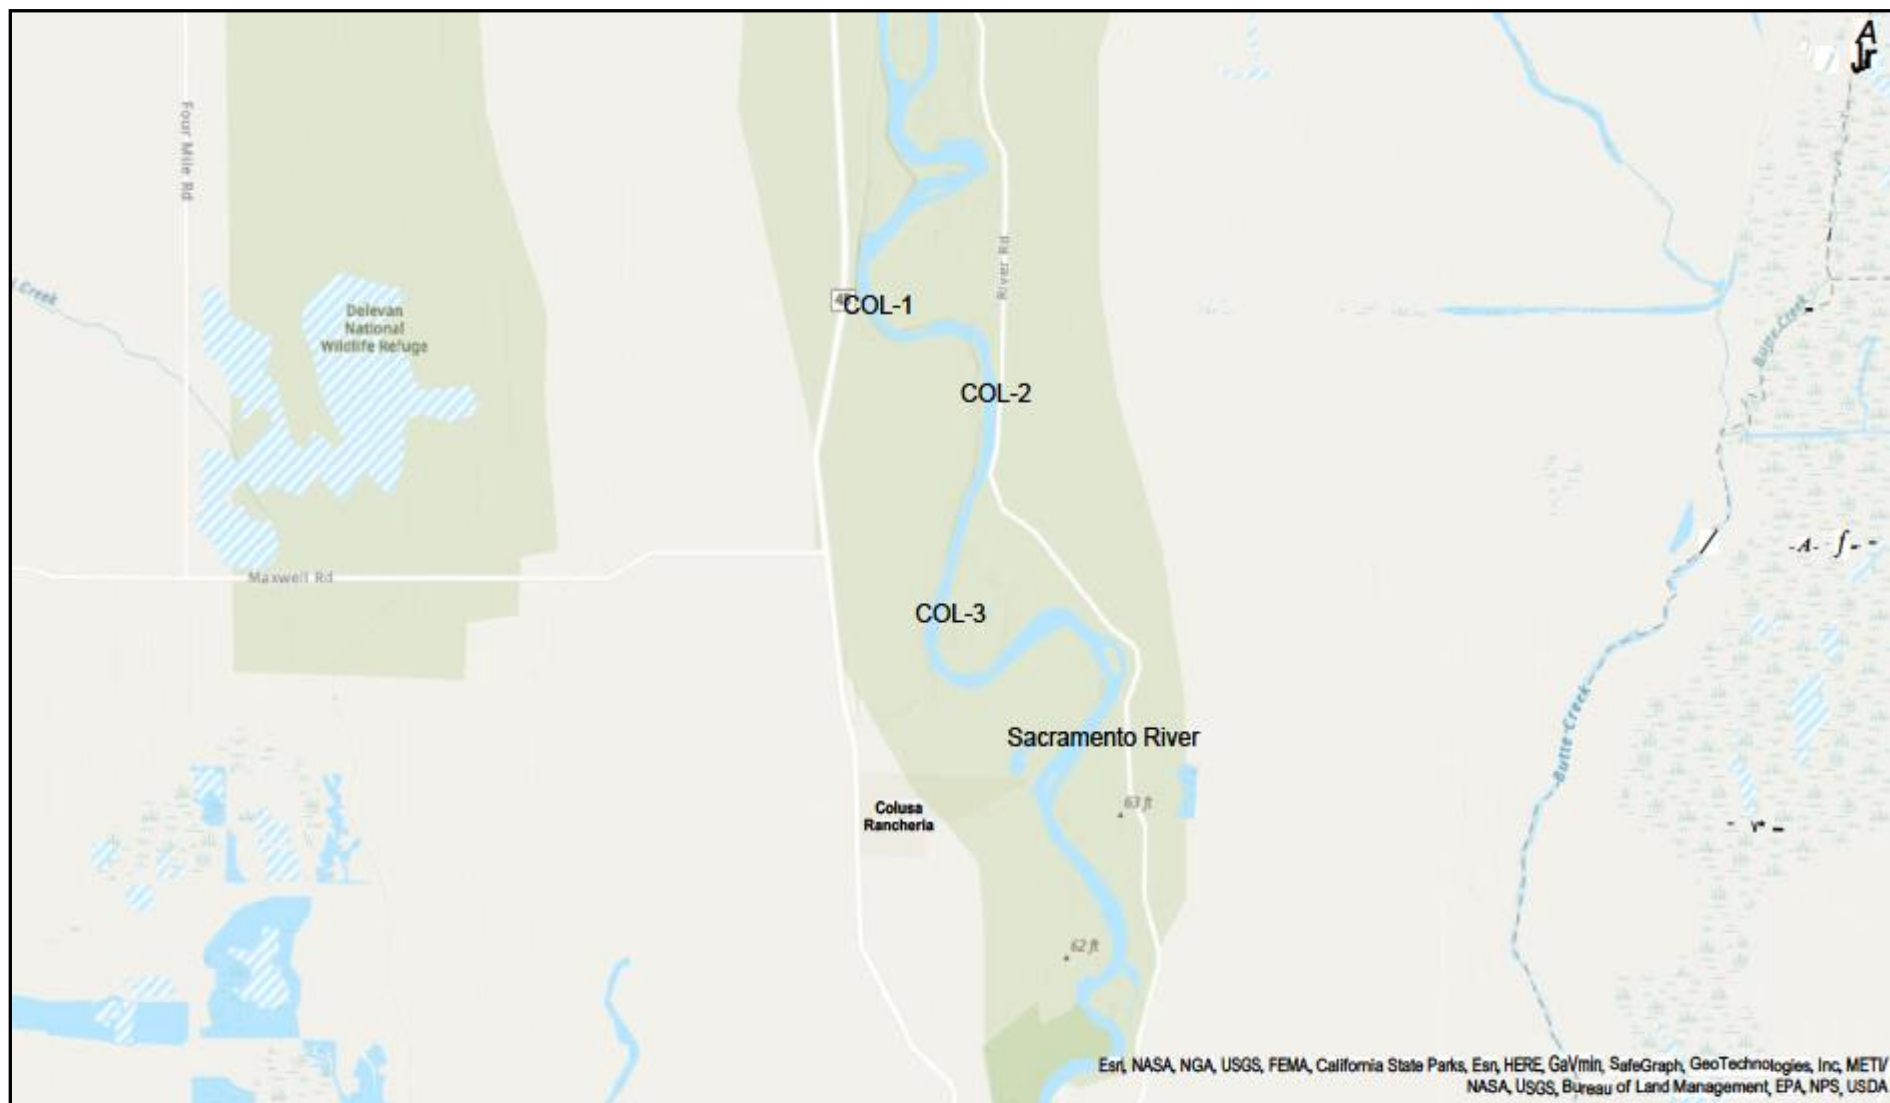 Four Mile Rd
Creek
Delevan
National
Wildlife Refuge
River Rd
COL-1
COL-2
Butte Creek
Maxwell Rd
COL-3
Butte Creek
Sacramento River
Colusa
Rancheria
63 ft
62 ft
Esri, NASA, NGA, USGS, FEMA, California State Parks, Esri, HERE, GaVmin, SafeGraph, GeoTechnologies, Inc, METI/
NASA, USGS, Bureau of Land Management, EPA, NPS, USDA